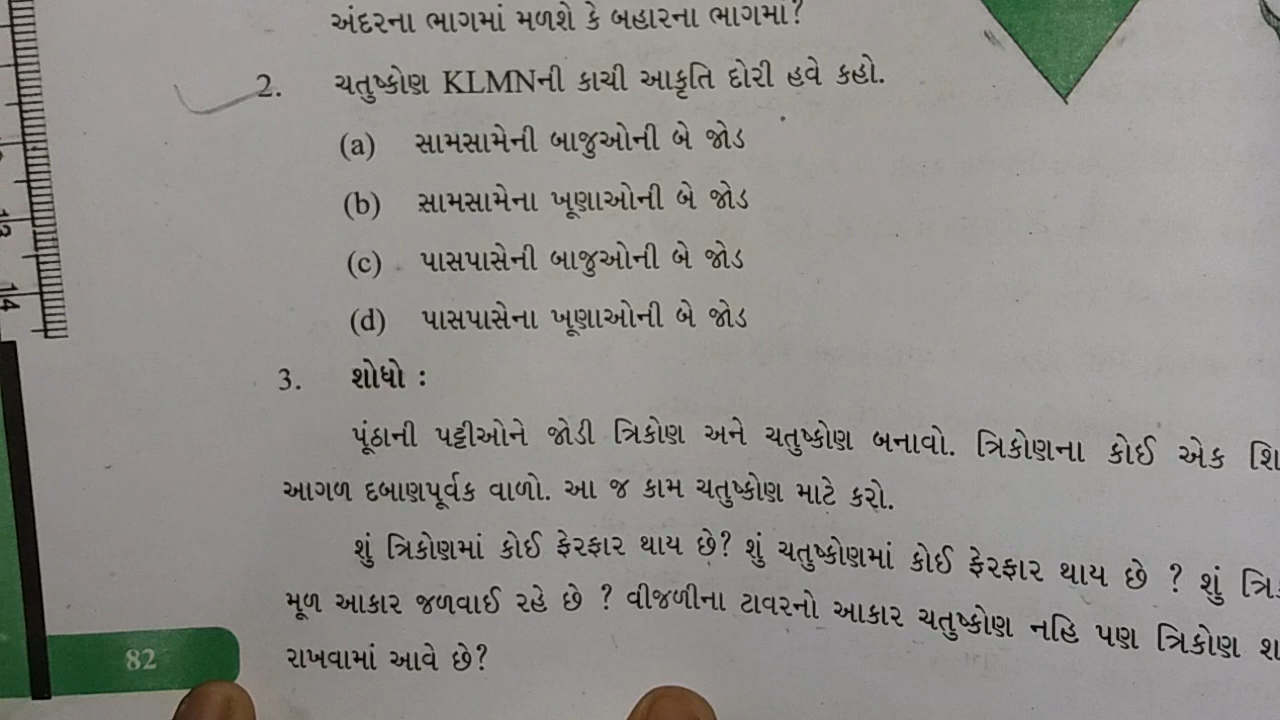 અંદરના ભાગમાં મળશે કે બહારના ભાગમાં?
2. ચતુષ્કોણ KLMNની કાચી આકૃતિ દોરી હવે કહો.
(a) સામસામેની બાજુઓની બે જોડ
(b) સામસામેના ખૂણાઓની બે જોડ
(c) પાસપાસેની બાજુઓની બે જોડ
(d) પાસપાસેના ખૂણાઓની બે જોડ
3. શોધો :
પૂંઠાની પટ્ટીઓને જોડી ત્રિકોણ અને ચતુષ્કોણ બનાવો. ત્રિકોણના કોઈ એક
આગળ દબાણપૂર્વક વાળો. આ જ કામ ચતુષ્કોણ માટે કરો.
શું ત્રિકોણમાં કોઈ ફેરફાર થાય છે? શું ચતુષ્કોણમાં કોઈ ફેરફાર થાય છે ? શું
મૂળ આકાર જળવાઈ રહે છે ? વીજળીના ટાવરનો આકાર ચતુષ્કોણ નહિ પણ ત્રિકોણ
રાખવામાં આવે છે?
82
13
14